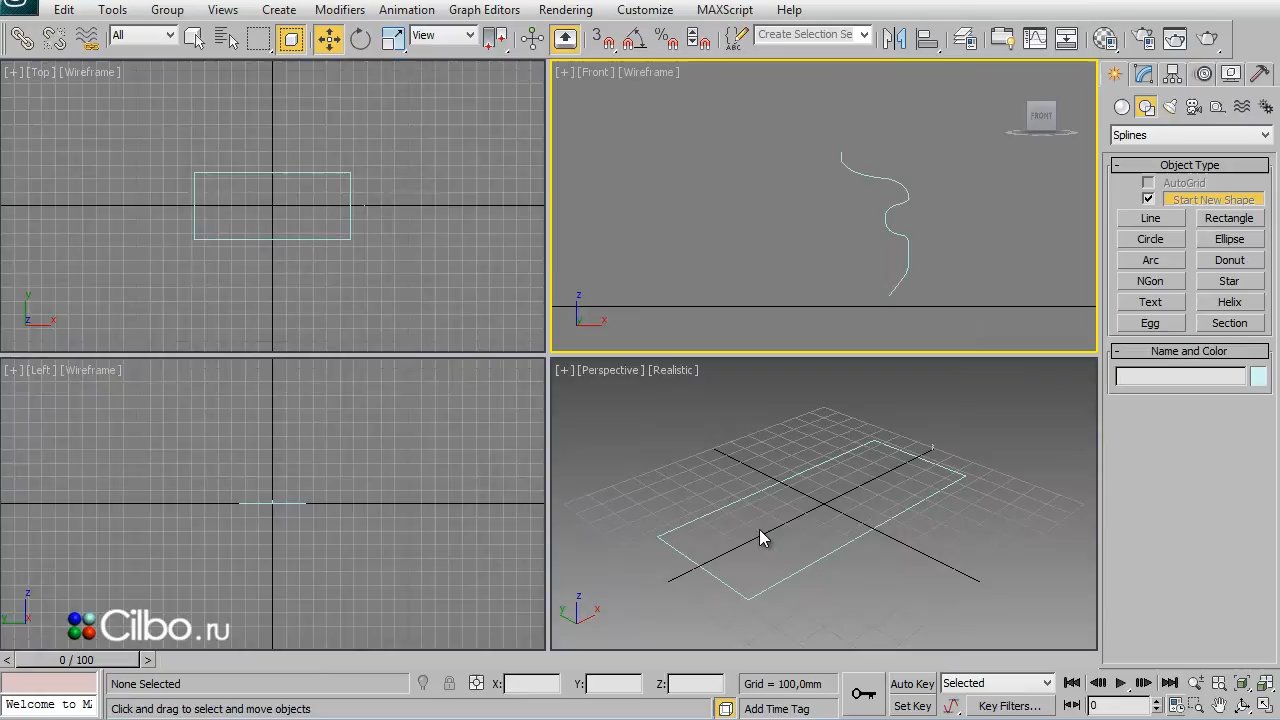 Edit Tools Group Views Create Modifiers Animation Graph Editors Rendering Customize MAXScript Help
All View 3 Create Selection Se
[+] [Top] [Wireframe]
[+] [Front] [Wireframe]
FRONT
Splines
- Object Type
AutoGrid
Start New Shape
Line Rectangle
Circle Ellipse
Arc Donut
NGon Star
Text Helix
Egg Section
- Name and Color
y
z x
z
y x
[+] [Left] [Wireframe]
[+] [Perspective] [Realistic]
z
y x
z
y x
Cilbo.ru
< 0 / 100 >
None Selected X: Y: Z: Grid = 100,0mm Auto Key Selected
Welcome to M Click and drag to select and move objects Add Time Tag Set Key Key Filters... 0